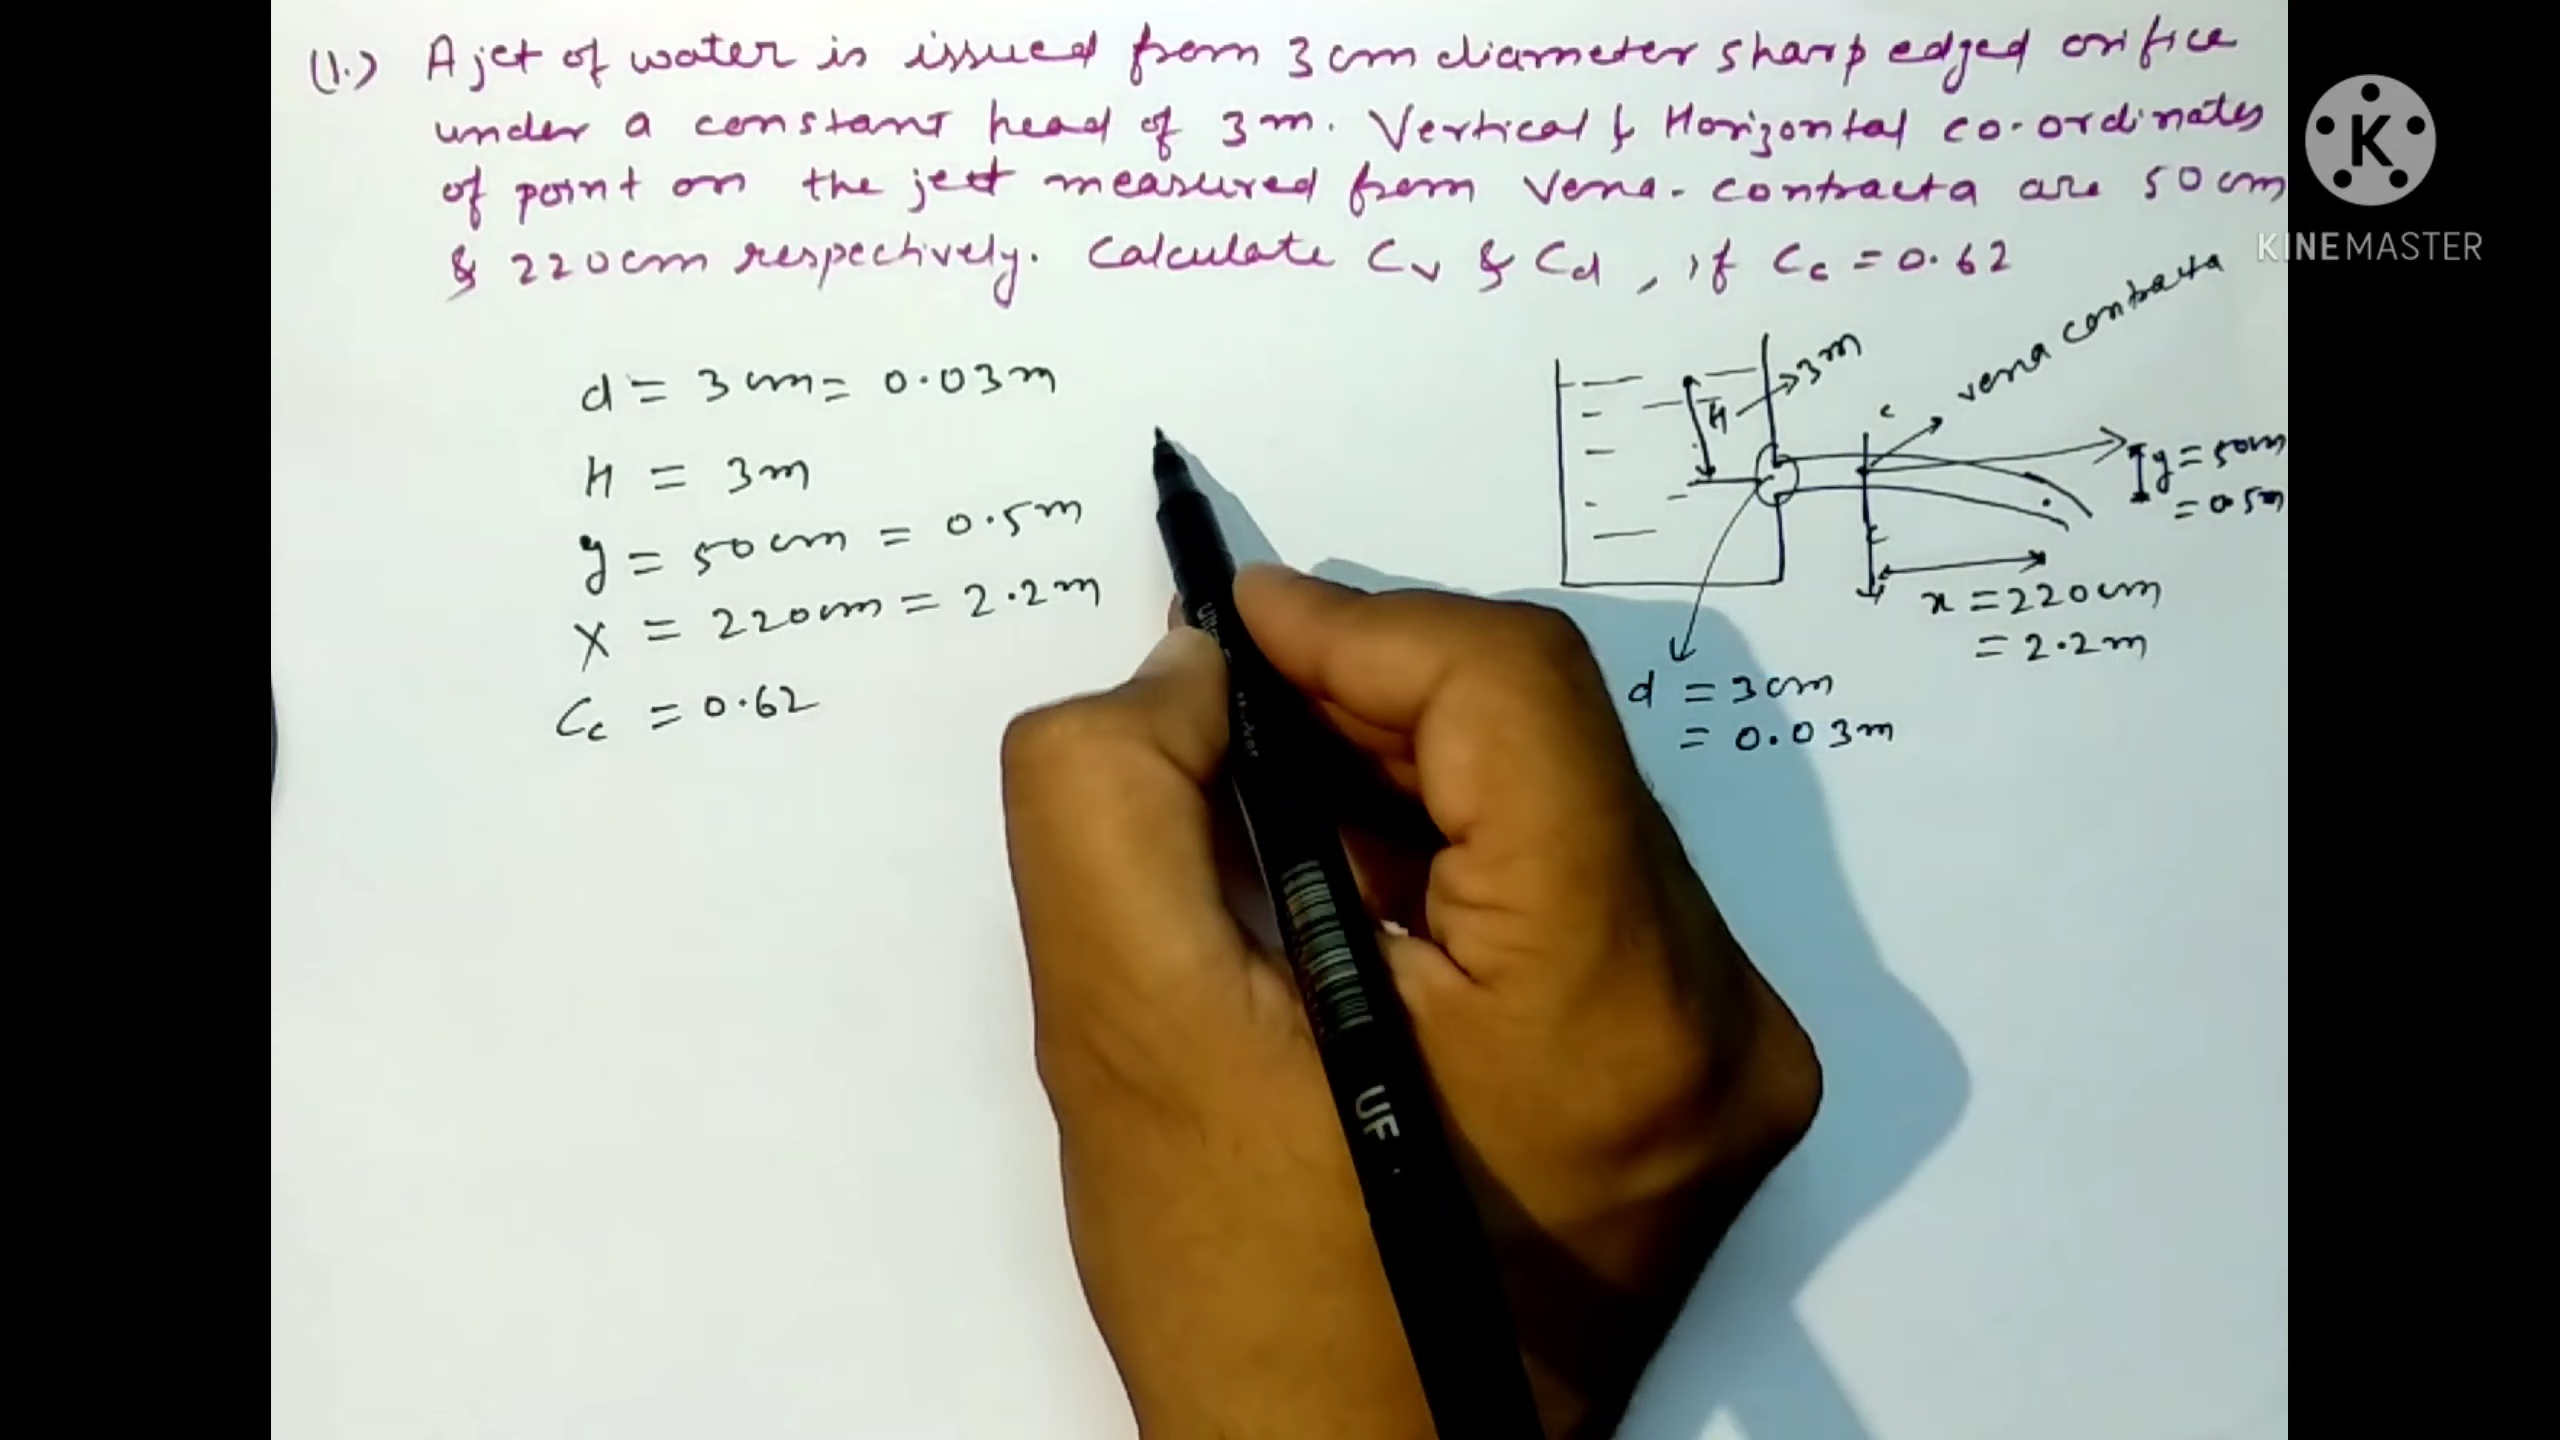 (1.) A jet of water is issued from 3 cm diameter sharp edged orifice
under a constant head of 3 m. Vertical & Horizontal co-ordinates
of point on the jet measured from vena-contracta are 50 cm
& 220 cm respectively. Calculate Cv & Cd, if Cc = 0.62
d = 3 cm = 0.03 m
H = 3 m
y = 50 cm = 0.5 m
X = 220 cm = 2.2 m
Cc = 0.62
3 m
H
vena contracta
c
c
y = 50 cm
= 0.5 m
x = 220 cm
= 2.2 m
d = 3 cm
= 0.03 m
UF
K
KINEMASTER